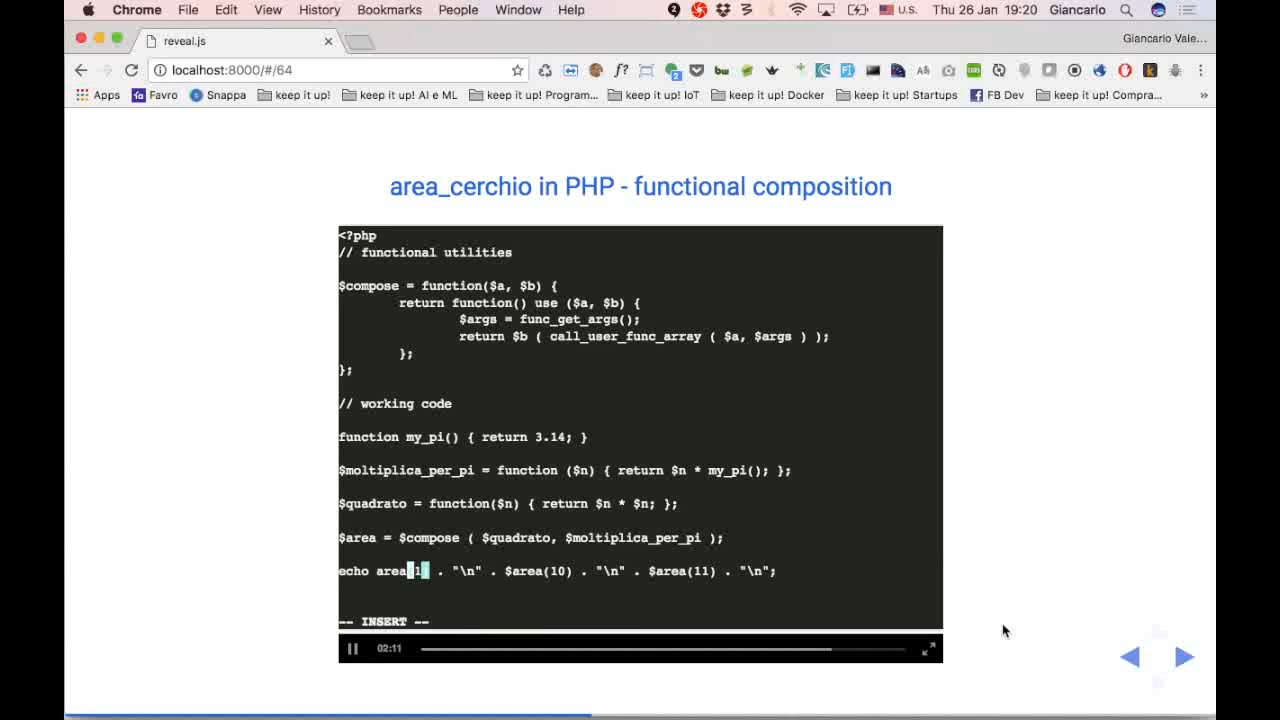 Chrome File Edit View History Bookmarks People Window Help 2 U.S. Thu 26 Jan 19:20 Giancarlo
reveal.js Giancarlo Vale...
localhost:8000/#/64
Apps Favro Snappa keep it up! keep it up! AI e ML keep it up! Program... keep it up! IoT keep it up! Docker keep it up! Startups FB Dev keep it up! Compra... »
area_cerchio in PHP - functional composition
<?php
// functional utilities
$compose = function($a, $b) {
return function() use ($a, $b) {
$args = func_get_args();
return $b ( call_user_func_array ( $a, $args ) );
};
};
// working code
function my_pi() { return 3.14; }
$moltiplica_per_pi = function ($n) { return $n * my_pi(); };
$quadrato = function($n) { return $n * $n; };
$area = $compose ( $quadrato, $moltiplica_per_pi );
echo area(1) . "\n" . $area(10) . "\n" . $area(11) . "\n";
-- INSERT --
02:11